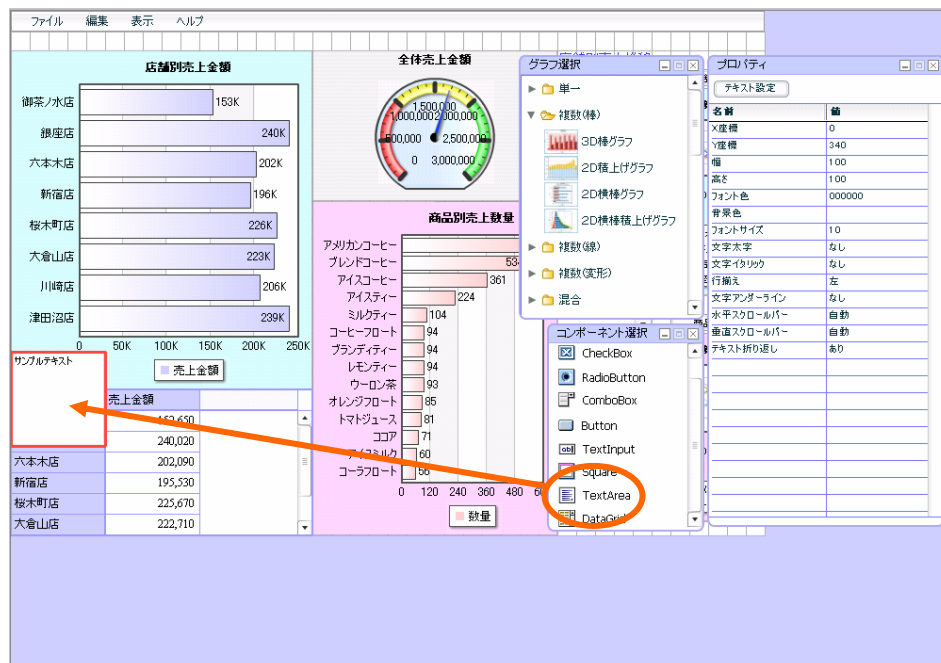 ファイル 編集 表示 ヘルプ
店舗別売上金額
御茶ノ水店 153K
銀座店 240K
六本木店 202K
新宿店 196K
桜木町店 226K
大倉山店 223K
川崎店 206K
津田沼店 239K
0 50K 100K 150K 200K 250K
売上金額
全体売上金額
1,500,000
1,000,000 2,000,000
500,000 2,500,000
0 3,000,000
商品別売上数量
アメリカンコーヒー
ブレンドコーヒー 534
アイスコーヒー 361
アイスティー 224
ミルクティー 104
コーヒーフロート 94
ブランディティー 94
レモンティー 94
ウーロン茶 93
オレンジフロート 85
トマトジュース 81
ココア 71
アイスミルク 60
コーラフロート 56
0 120 240 360 480
数量
サンプルテキスト
売上金額
152,650
240,020
六本木店 202,090
新宿店 195,530
桜木町店 225,670
大倉山店 222,710
グラフ選択
単一
複数(棒)
3D棒グラフ
2D積上げグラフ
2D横棒グラフ
2D横棒積上げグラフ
複数(線)
複数(変形)
混合
コンポーネント選択
CheckBox
RadioButton
ComboBox
Button
TextInput
Square
TextArea
DataGrid
プロパティ
テキスト設定
名前 値
X座標 0
Y座標 340
幅 100
高さ 100
フォント色 000000
背景色
フォントサイズ 10
文字太字 なし
文字イタリック なし
行揃え 左
文字アンダーライン なし
水平スクロールバー 自動
垂直スクロールバー 自動
テキスト折り返し あり